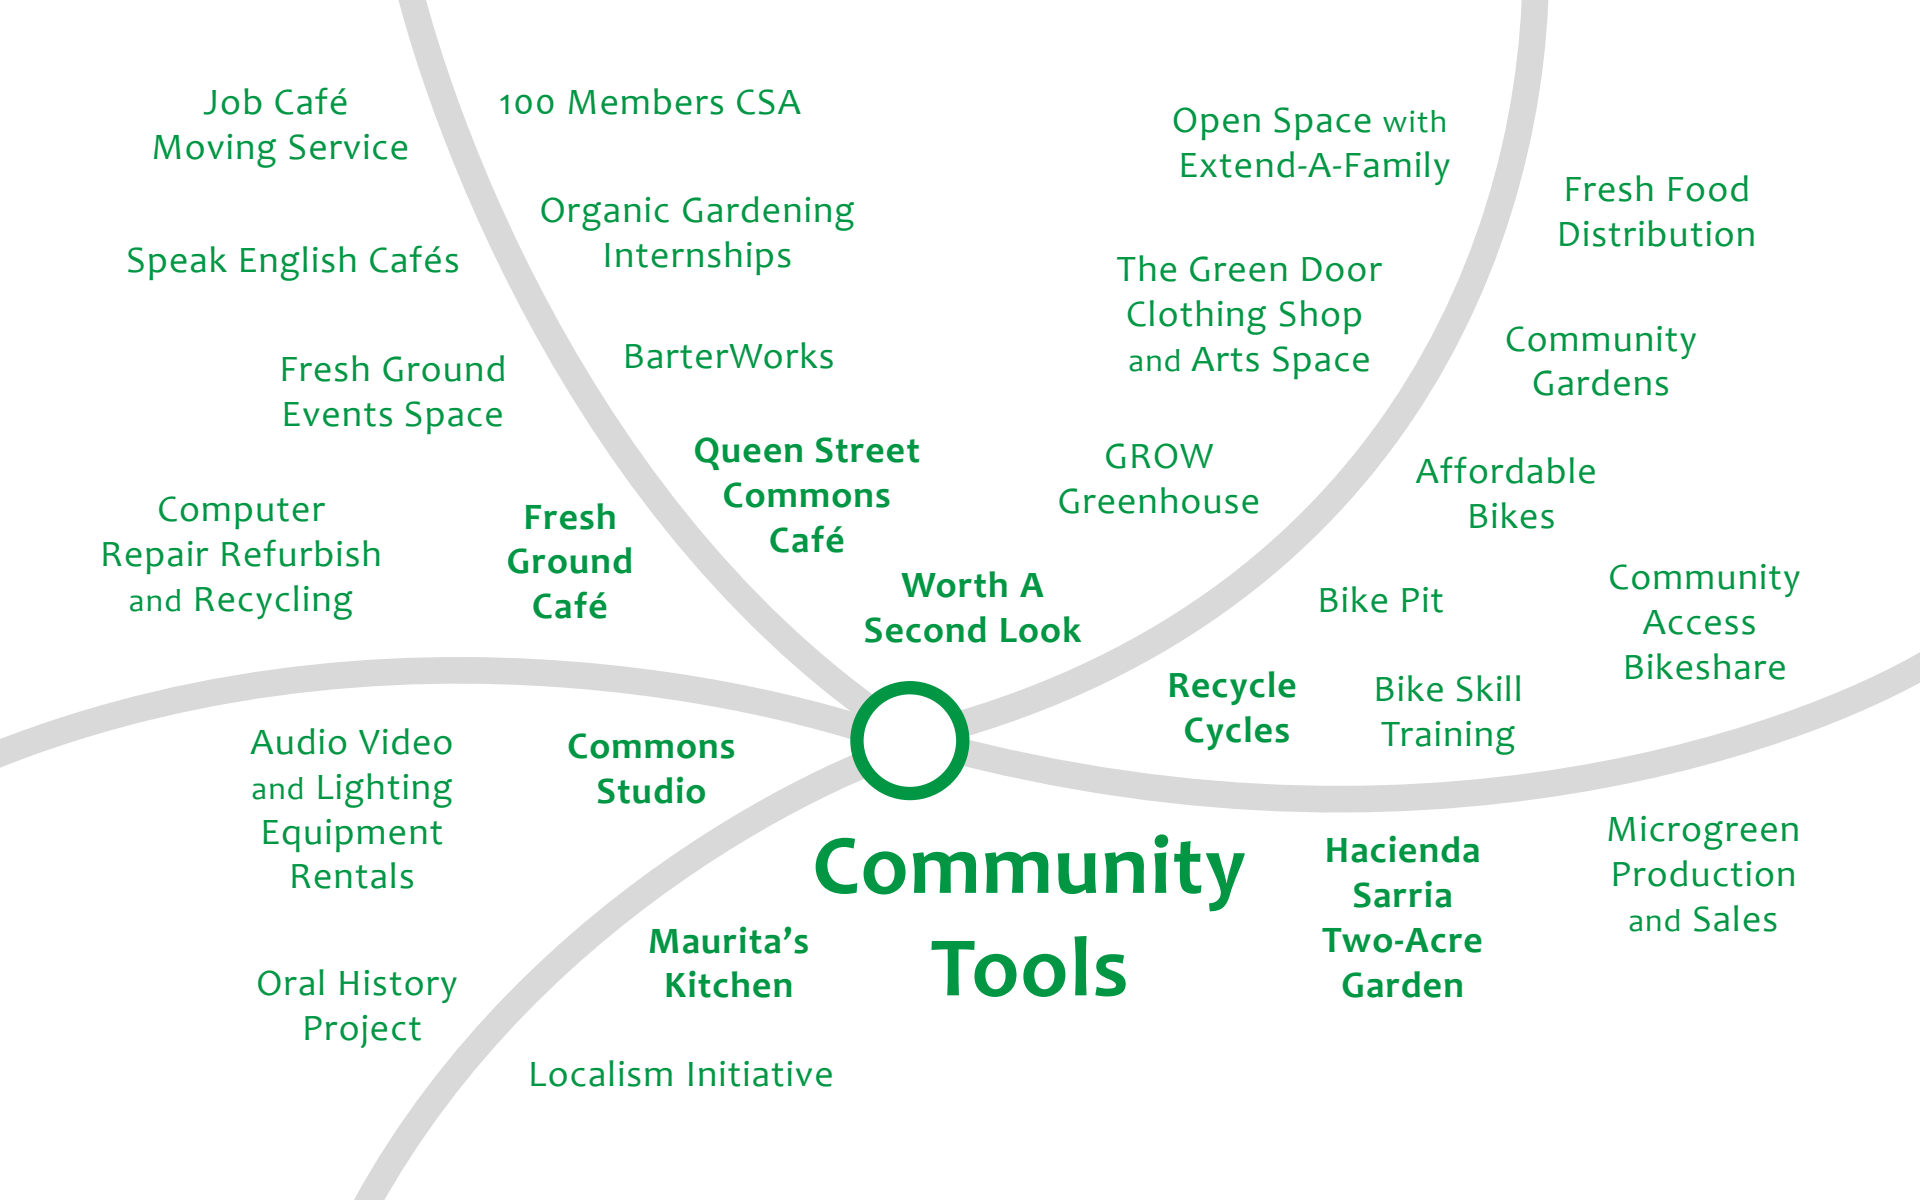 Job Café
Moving Service
Speak English Cafés
Fresh Ground
Events Space
Computer
Repair Refurbish
and Recycling
Fresh
Ground
Café
100 Members CSA
Organic Gardening
Internships
BarterWorks
Queen Street
Commons
Café
Worth A
Second Look
Open Space with
Extend-A-Family
The Green Door
Clothing Shop
and Arts Space
GROW
Greenhouse
Fresh Food
Distribution
Community
Gardens
Affordable
Bikes
Bike Pit
Community
Access
Bikeshare
Recycle
Cycles
Bike Skill
Training
Audio Video
and Lighting
Equipment
Rentals
Commons
Studio
Oral History
Project
Community
Tools
Maurita’s
Kitchen
Localism Initiative
Hacienda
Sarria
Two-Acre
Garden
Microgreen
Production
and Sales